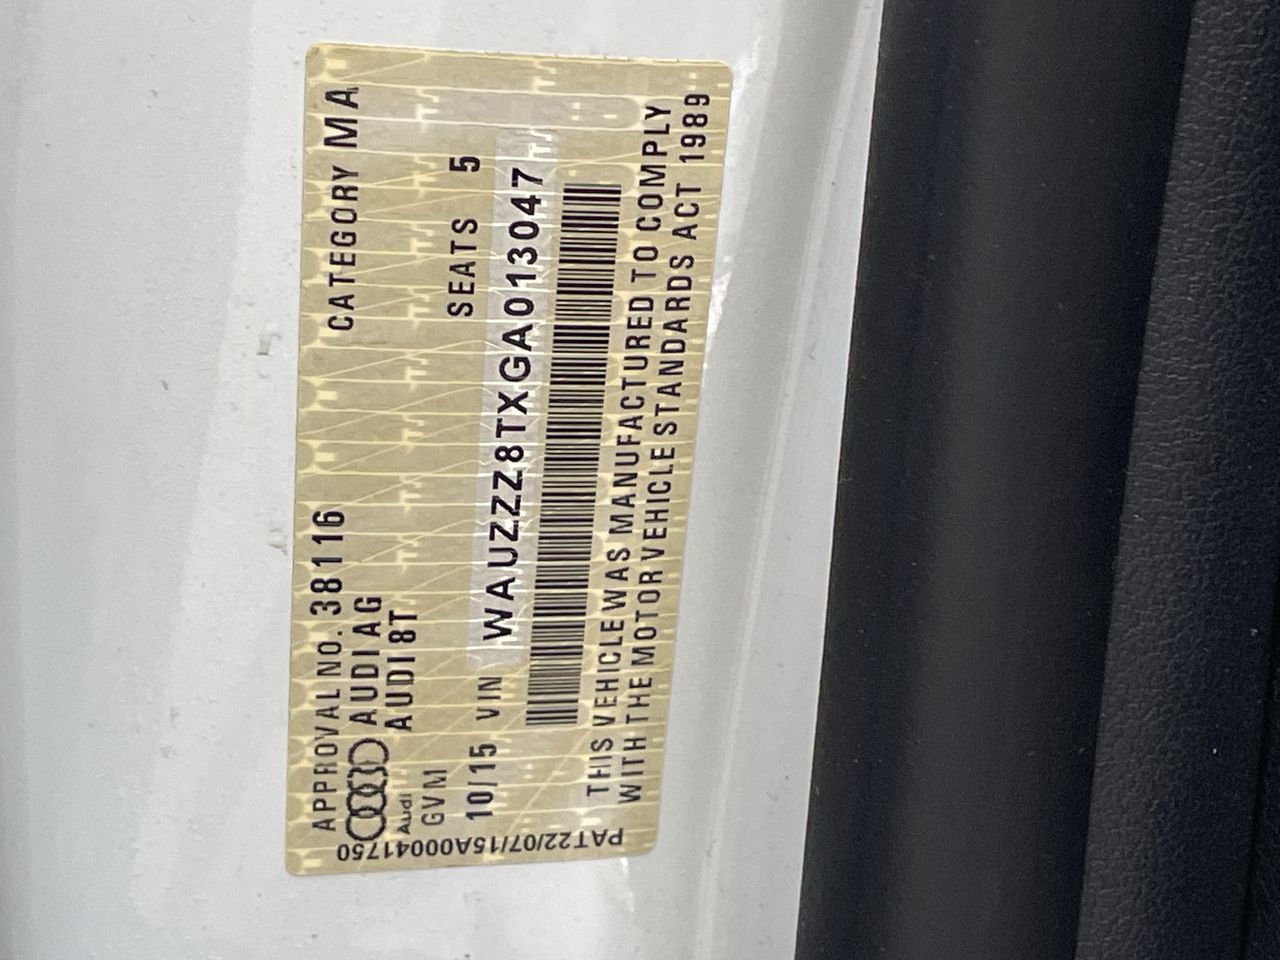 APPROVAL NO. 38116 CATEGORY MA
AUDI AG
Audi AUDI 8T
GVM SEATS 5
10/15 VIN WAUZZZ8TXGA013047
THIS VEHICLE WAS MANUFACTURED TO COMPLY
WITH THE MOTOR VEHICLE STANDARDS ACT 1989
PAT22/07/15A00041750